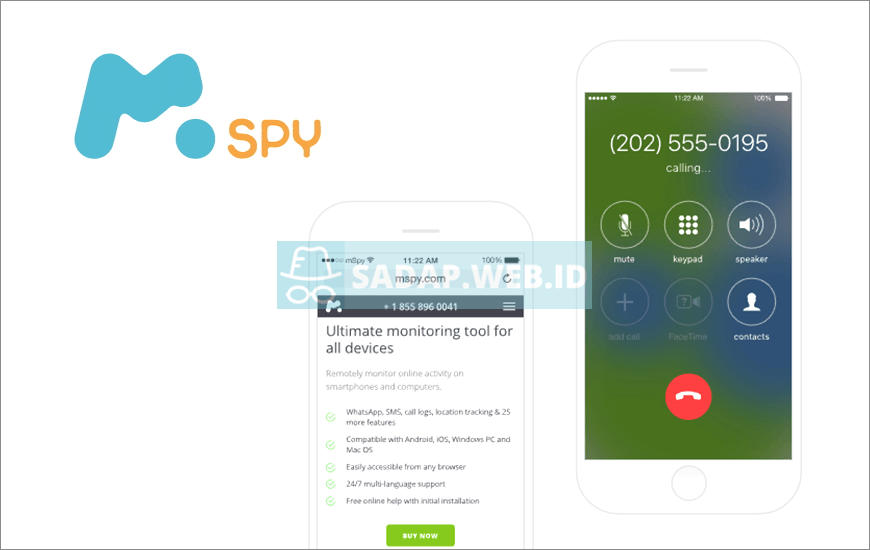 M.
SPY
11:22 AM
100%
(202) 555-0195
calling...
mute
keypad
speaker
add call
FaceTime
contacts
mSpy
11:22 AM
100%
mspy.com
SADAP.WEB.ID
+ 1 855 896 0041
Ultimate monitoring tool for
all devices
Remotely monitor online activity on
smartphones and computers.
WhatsApp, SMS, call logs, location tracking & 25
more features
Compatible with Android, iOS, Windows PC and
Mac OS
Easily accessible from any browser
24/7 multi-language support
Free online help with initial installation
BUY NOW